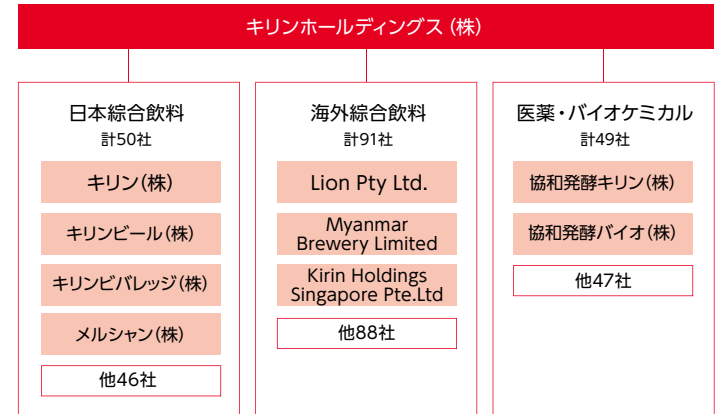 キリンホールディングス（株）
日本綜合飲料
計50社
キリン（株）
キリンビール（株）
キリンビバレッジ（株）
メルシャン（株）
他46社
海外綜合飲料
計91社
Lion Pty Ltd.
Myanmar
Brewery Limited
Kirin Holdings
Singapore Pte.Ltd
他88社
医薬・バイオケミカル
計49社
協和発酵キリン（株）
協和発酵バイオ（株）
他47社